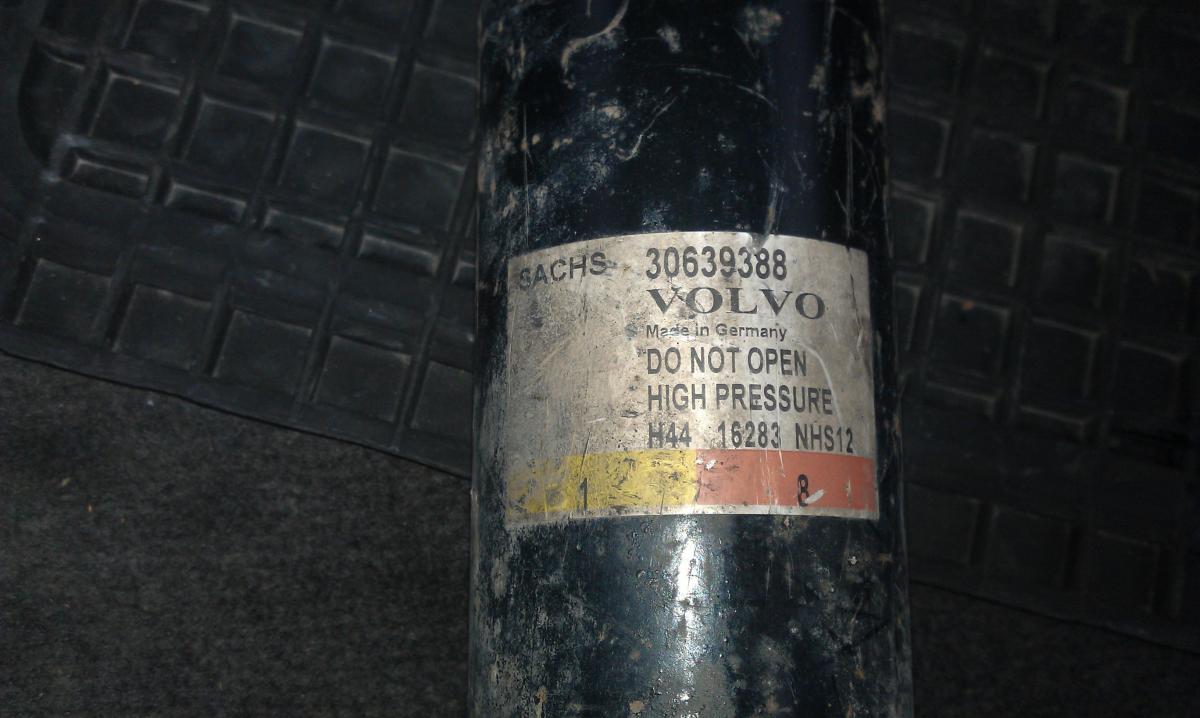 SACHS 30639388
VOLVO
Made in Germany
DO NOT OPEN
HIGH PRESSURE
H44 16283 NHS12
1 8